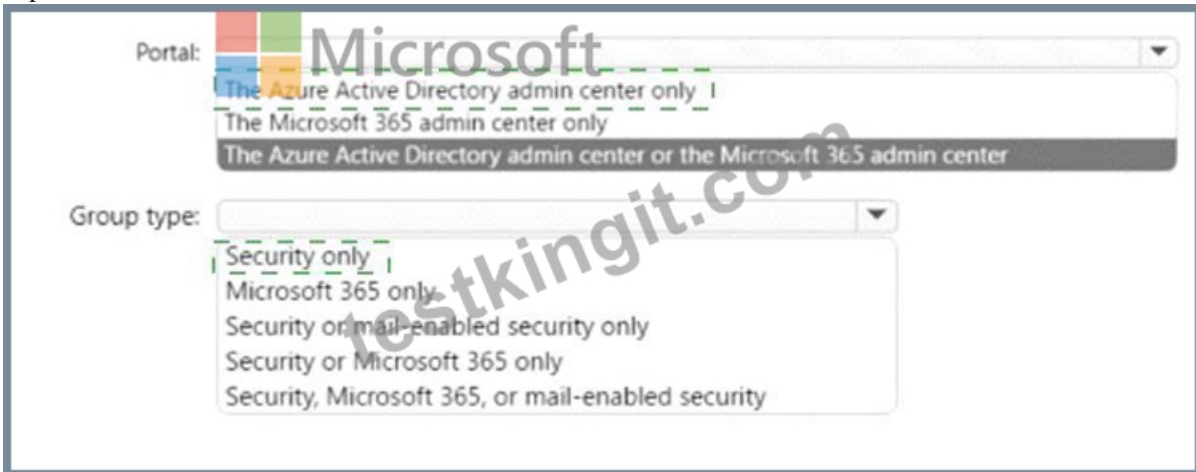 Portal:
Microsoft
The Azure Active Directory admin center only
The Microsoft 365 admin center only
The Azure Active Directory admin center or the Microsoft 365 admin center
Group type:
Security only
Microsoft 365 only
Security or mail-enabled security only
Security or Microsoft 365 only
Security, Microsoft 365, or mail-enabled security
testkingit.com